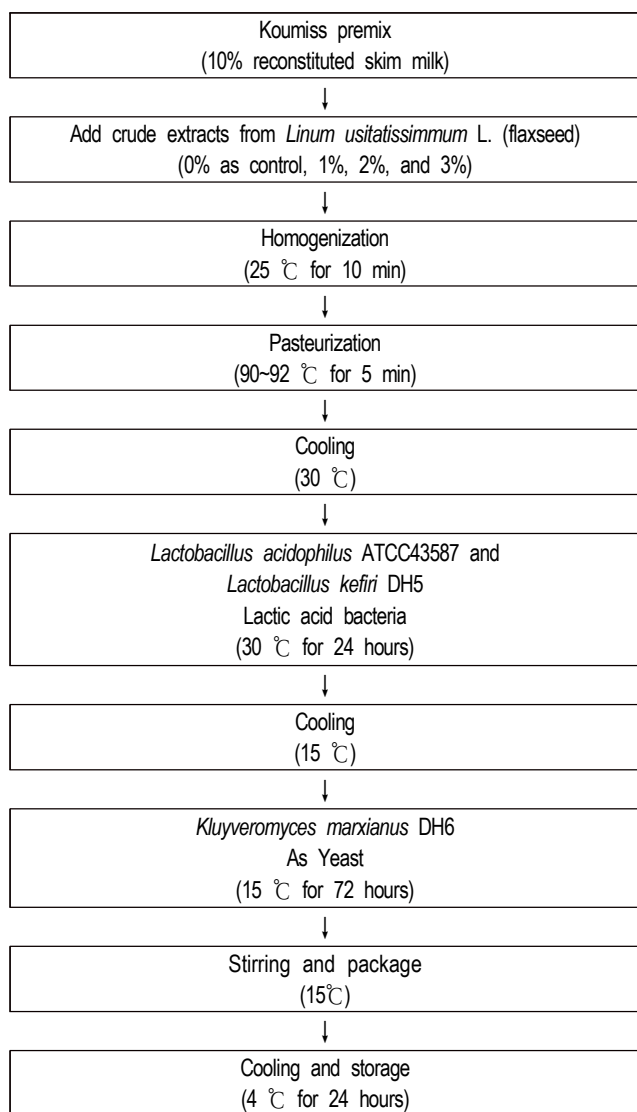 Koumiss premix
(10% reconstituted skim milk)
↓
Add crude extracts from Linum usitatissimmum L. (flaxseed)
(0% as control, 1%, 2%, and 3%)
↓
Homogenization
(25 ℃ for 10 min)
↓
Pasteurization
(90~92 ℃ for 5 min)
↓
Cooling
(30 ℃)
↓
Lactobacillus acidophilus ATCC43587 and
Lactobacillus kefiri DH5
Lactic acid bacteria
(30 ℃ for 24 hours)
↓
Cooling
(15 ℃)
↓
Kluyveromyces marxianus DH6
As Yeast
(15 ℃ for 72 hours)
↓
Stirring and package
(15℃)
↓
Cooling and storage
(4 ℃ for 24 hours)